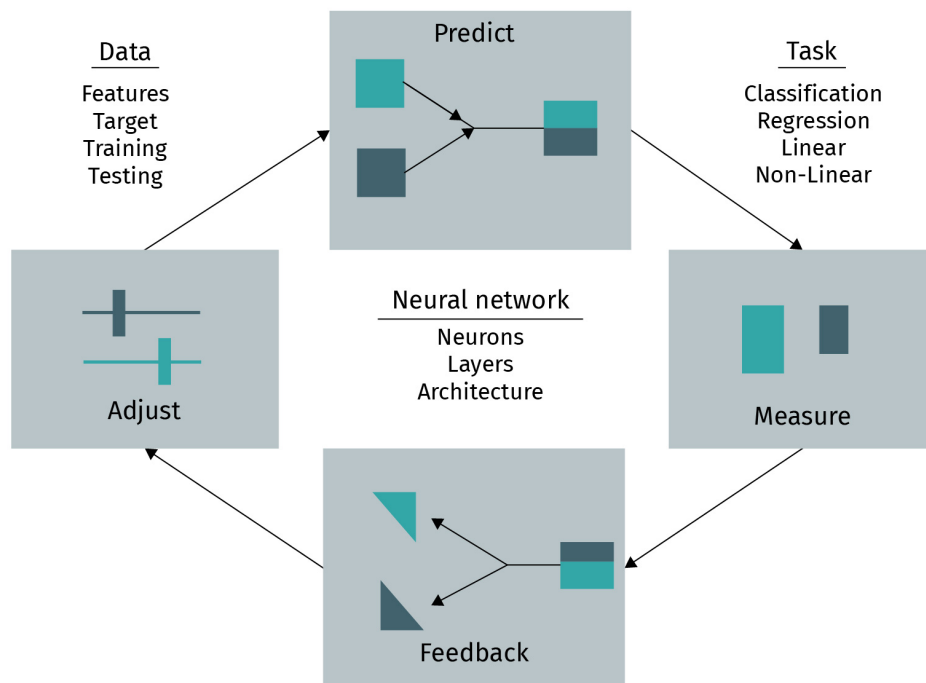 Predict
Data
Features
Target
Training
Testing
Task
Classification
Regression
Linear
Non-Linear
Neural network
Neurons
Layers
Architecture
Adjust
Measure
Feedback